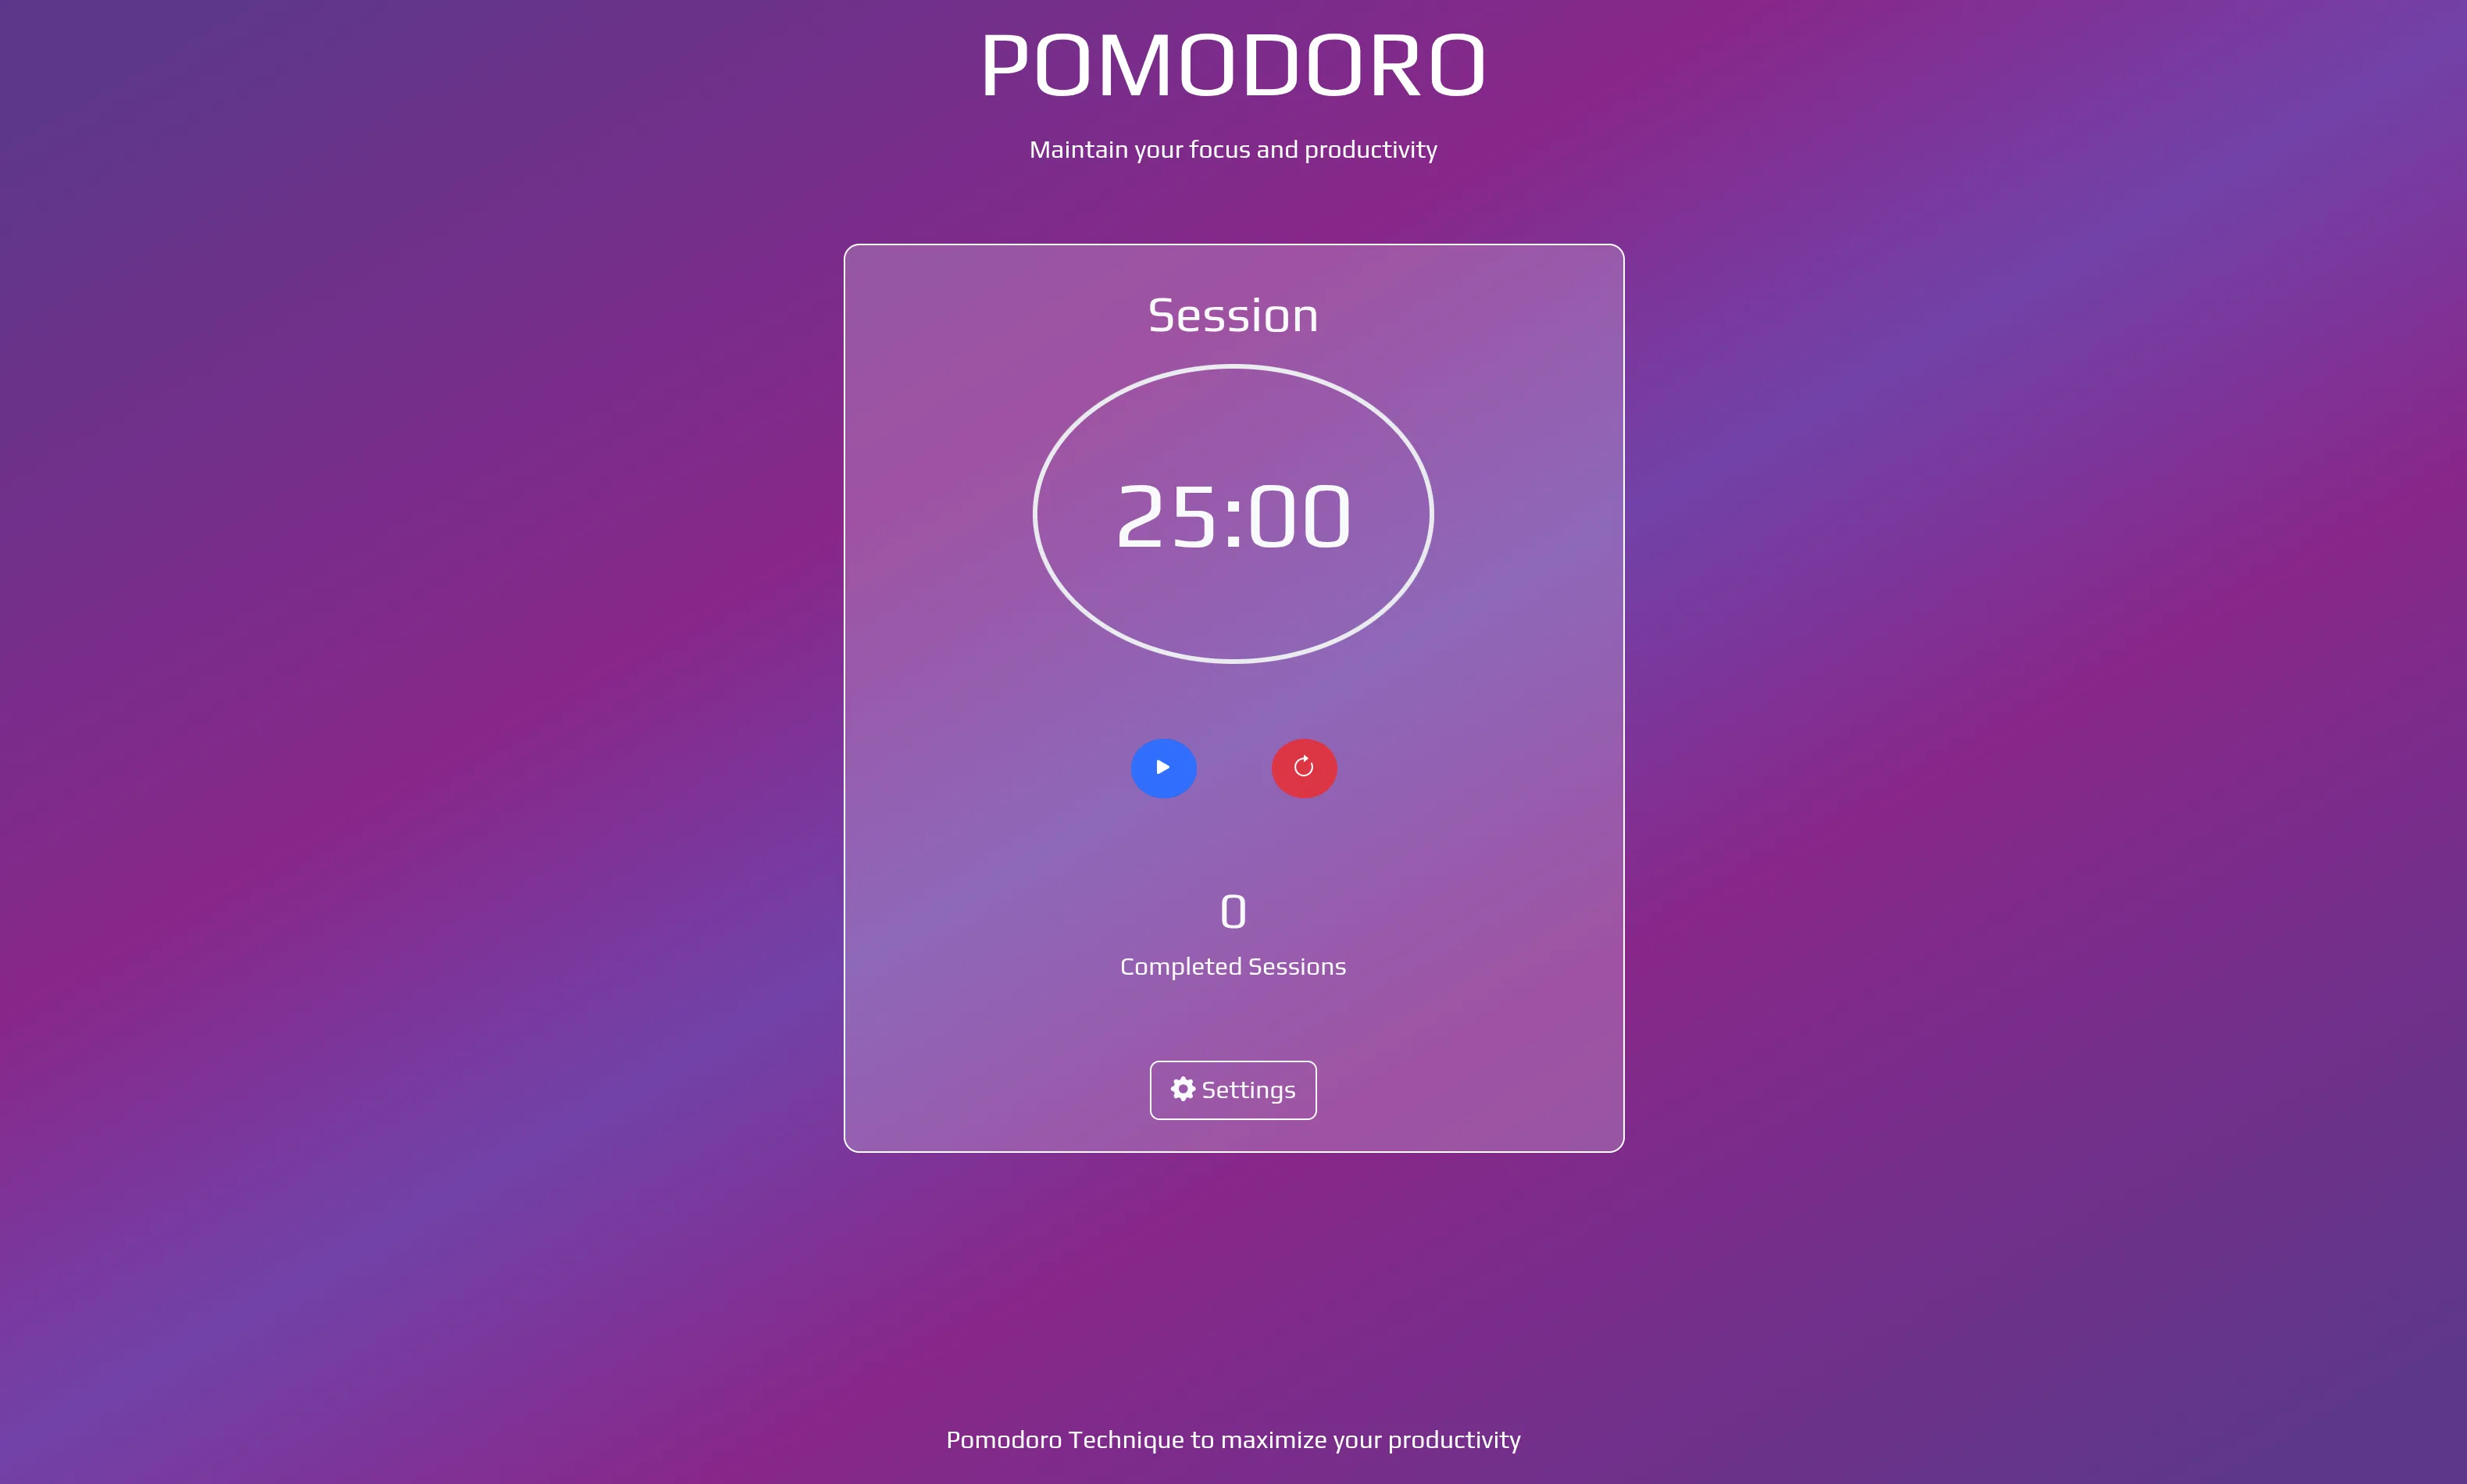 POMODORO
Maintain your focus and productivity
Session
25:00
0
Completed Sessions
Settings
Pomodoro Technique to maximize your productivity